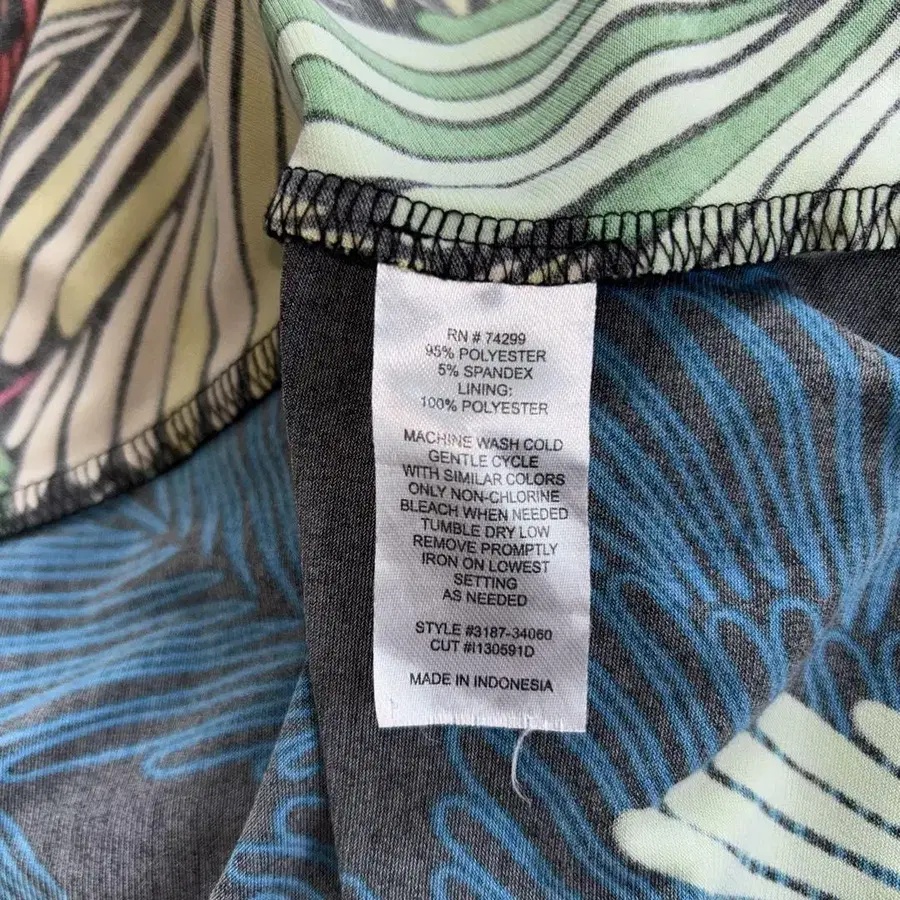 RN # 74299
95% POLYESTER
5% SPANDEX
LINING:
100% POLYESTER
MACHINE WASH COLD
GENTLE CYCLE
WITH SIMILAR COLORS
ONLY NON-CHLORINE
BLEACH WHEN NEEDED
TUMBLE DRY LOW
REMOVE PROMPTLY
IRON ON LOWEST
SETTING
AS NEEDED
STYLE #3187-34060
CUT #I130591D
MADE IN INDONESIA